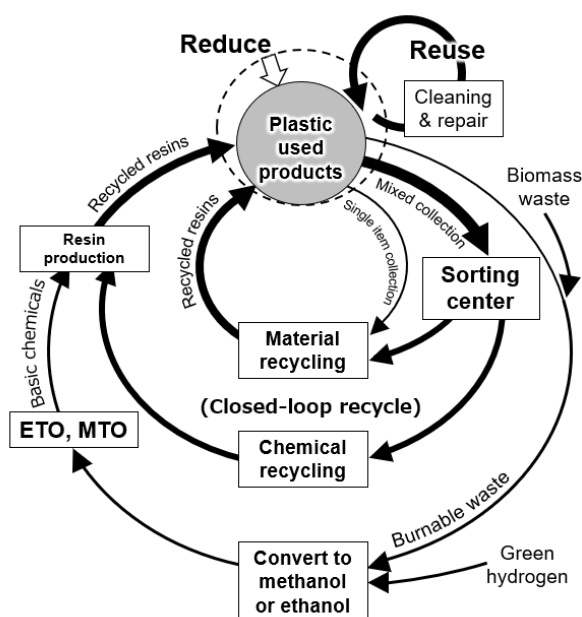 Reduce
Reuse
Cleaning
& repair
Plastic
used
products
Recycled resins
Mixed collection
Biomass
waste
Single item collection
Recycled resins
Resin
production
Sorting
center
Material
recycling
Basic chemicals
(Closed-loop recycle)
ETO, MTO
Chemical
recycling
Burnable waste
Convert to
methanol
or ethanol
Green
hydrogen